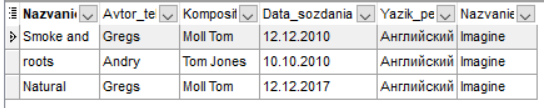 Nazvanie Avtor_te Komposit Data_sozdania Yazik_pe Nazvanie
Smoke and Gregs Moll Tom 12.12.2010 Английский Imagine
roots Andry Tom Jones 10.10.2010 Английский Imagine
Natural Gregs Moll Tom 12.12.2017 Английский Imagine